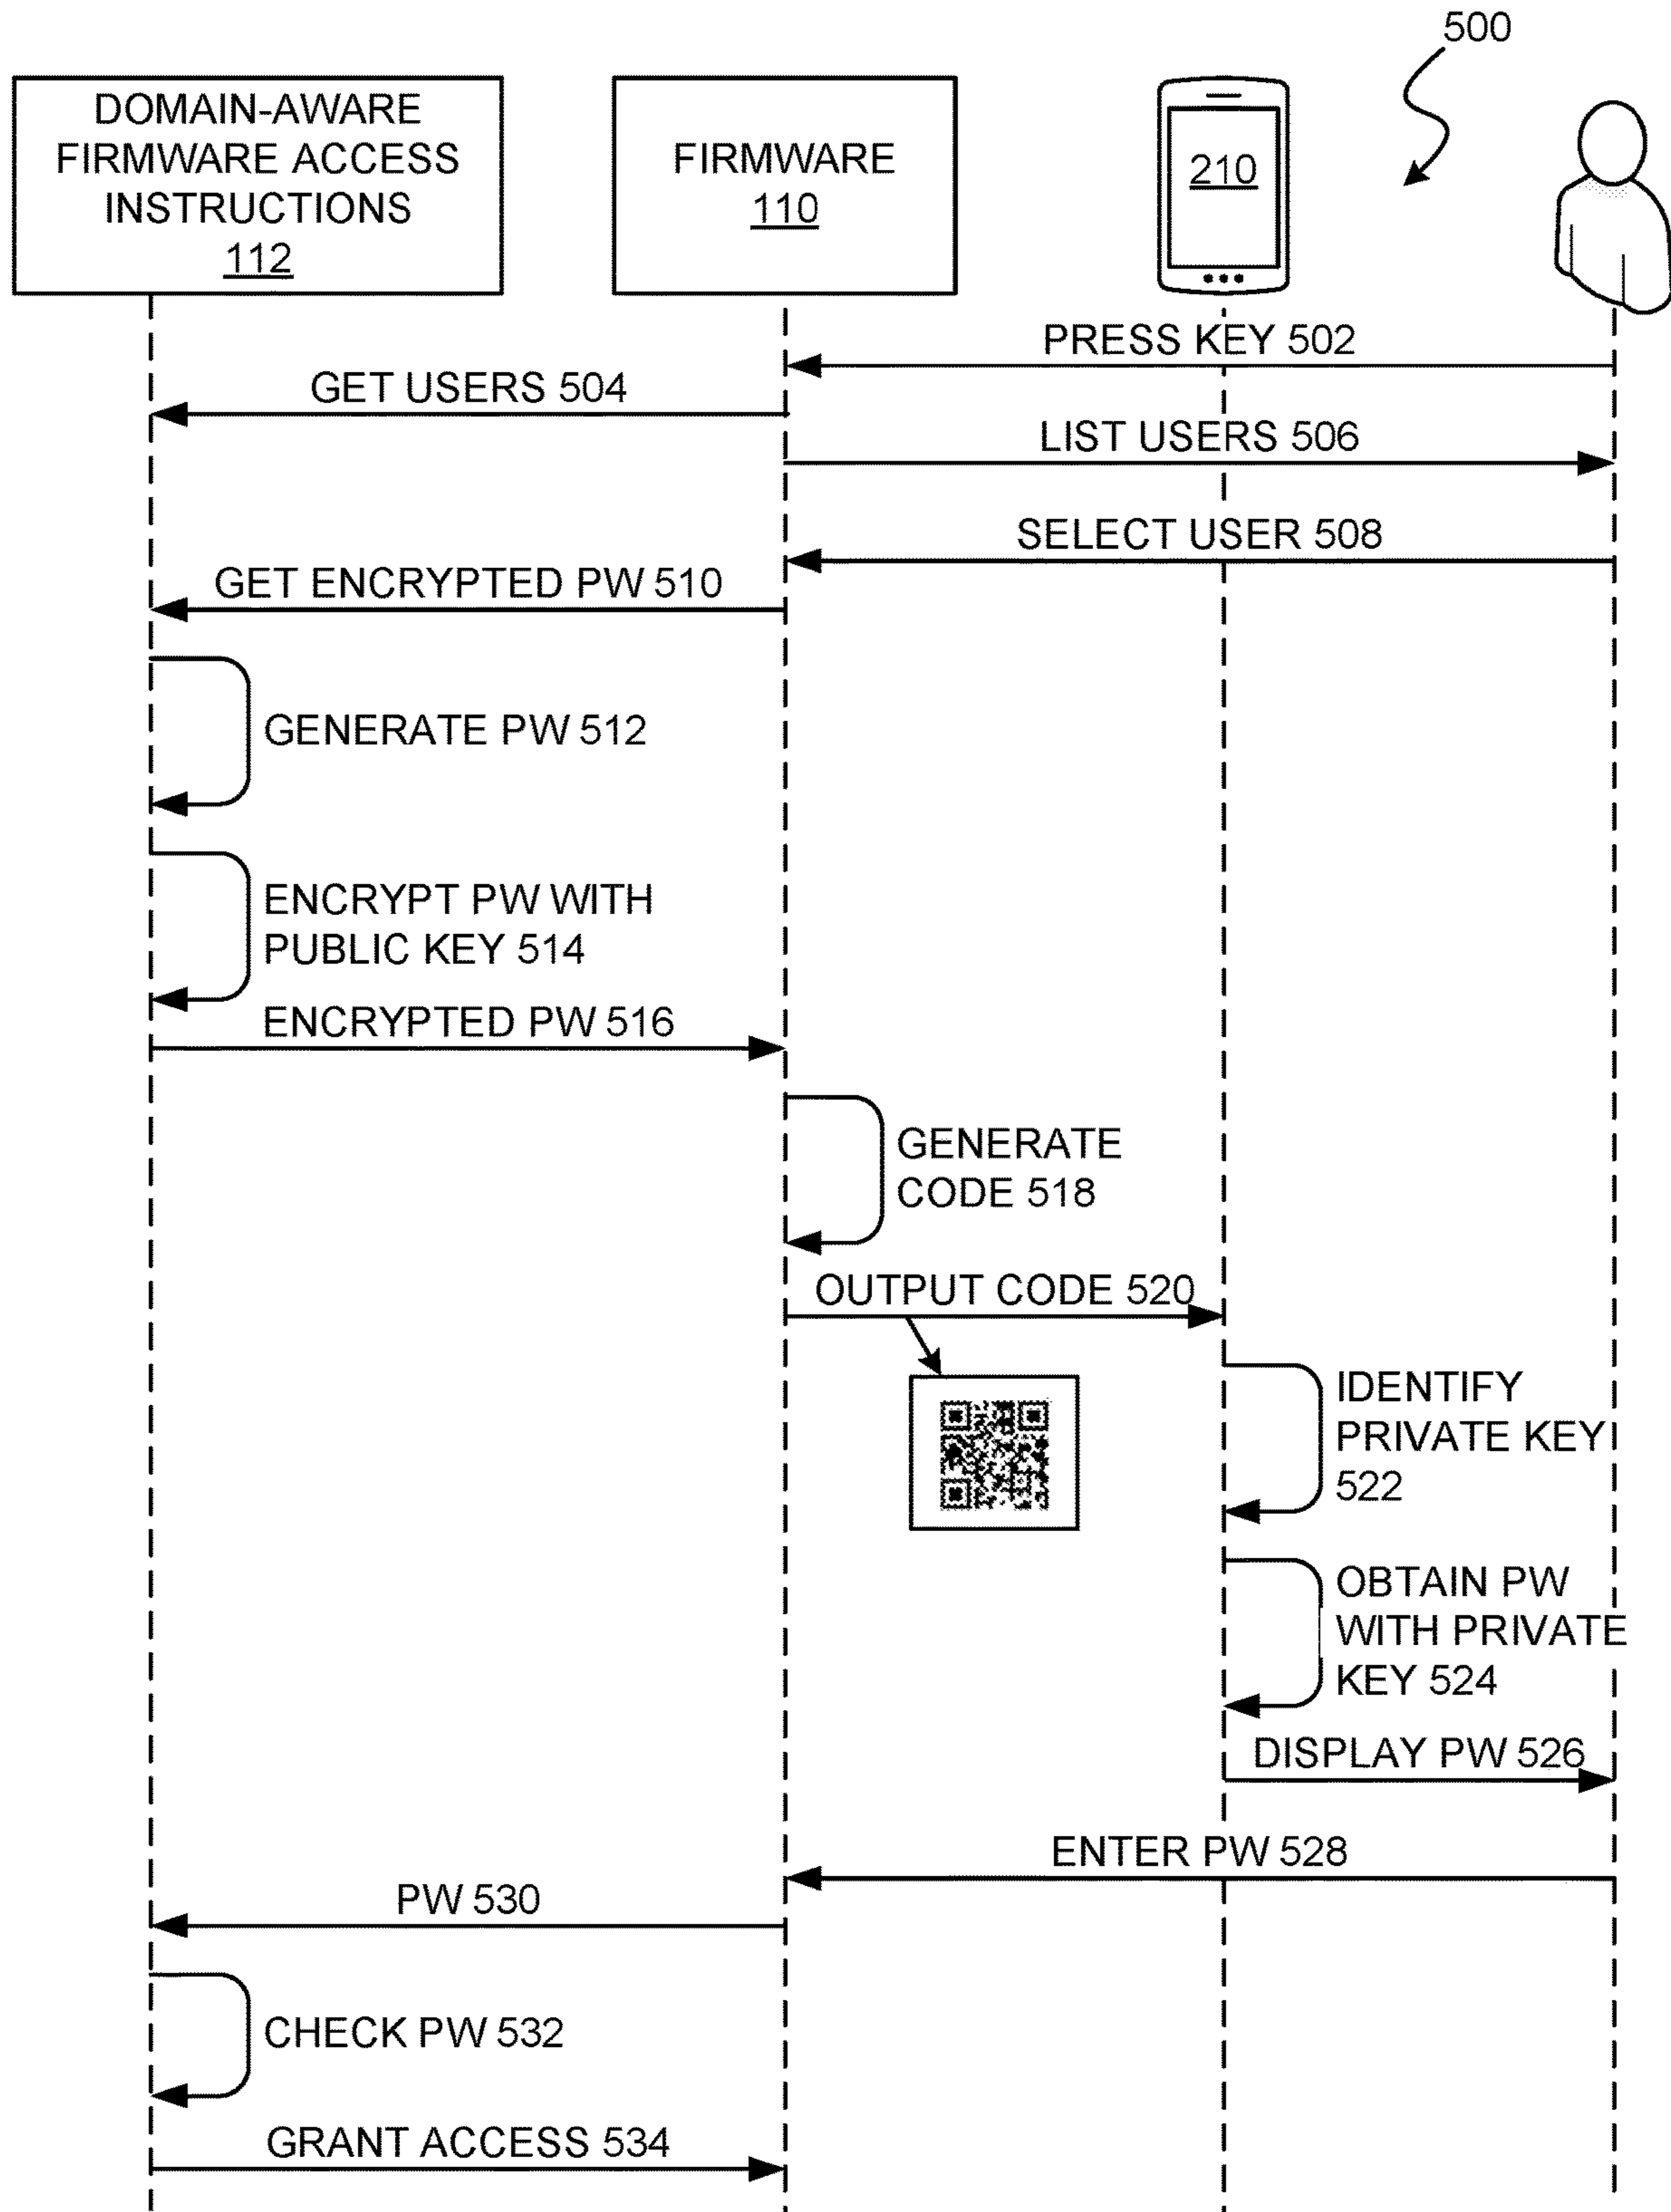 500
DOMAIN-AWARE
FIRMWARE ACCESS
INSTRUCTIONS
112
FIRMWARE
110
210
PRESS KEY 502
GET USERS 504
LIST USERS 506
SELECT USER 508
GET ENCRYPTED PW 510
GENERATE PW 512
ENCRYPT PW WITH
PUBLIC KEY 514
ENCRYPTED PW 516
GENERATE
CODE 518
OUTPUT CODE 520
IDENTIFY
PRIVATE KEY
522
OBTAIN PW
WITH PRIVATE
KEY 524
DISPLAY PW 526
ENTER PW 528
PW 530
CHECK PW 532
GRANT ACCESS 534